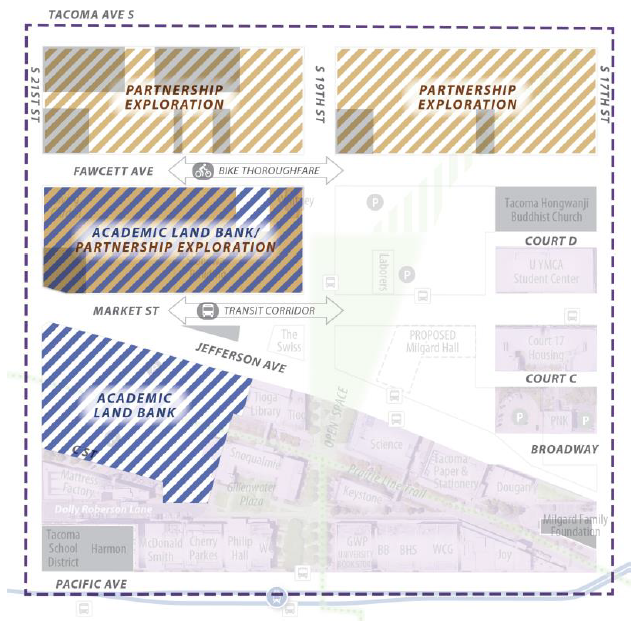 TACOMA AVE S
S 21ST ST
PARTNERSHIP
EXPLORATION
S 19TH ST
PARTNERSHIP
EXPLORATION
S 17TH ST
FAWCETT AVE
BIKE THOROUGHFARE
ACADEMIC LAND BANK/
PARTNERSHIP EXPLORATION
P
Tacoma Hongwanji
Buddhist Church
COURT D
Laborers
P
U YMCA
Student Center
MARKET ST
TRANSIT CORRIDOR
JEFFERSON AVE
The
Swiss
PROPOSED
Milgard Hall
Court 17
Housing
COURT C
ACADEMIC
LAND BANK
Tioga
Library
OPEN SPACE
P
PNK
P
BROADWAY
C ST
Snoqualmie
Science
Tacoma
Paper &
Stationery
Mattress
Factory
Plaza
Keystone
Prairie Line Trail
Dougan
Dolly Roberson Lane
Milgard Family
Foundation
Tacoma
School
District
Harmon
McDonald
Smith
Cherry
Parkes
Philip
Hall
W
GWP
BB
BHS
WCG
Joy
PACIFIC AVE